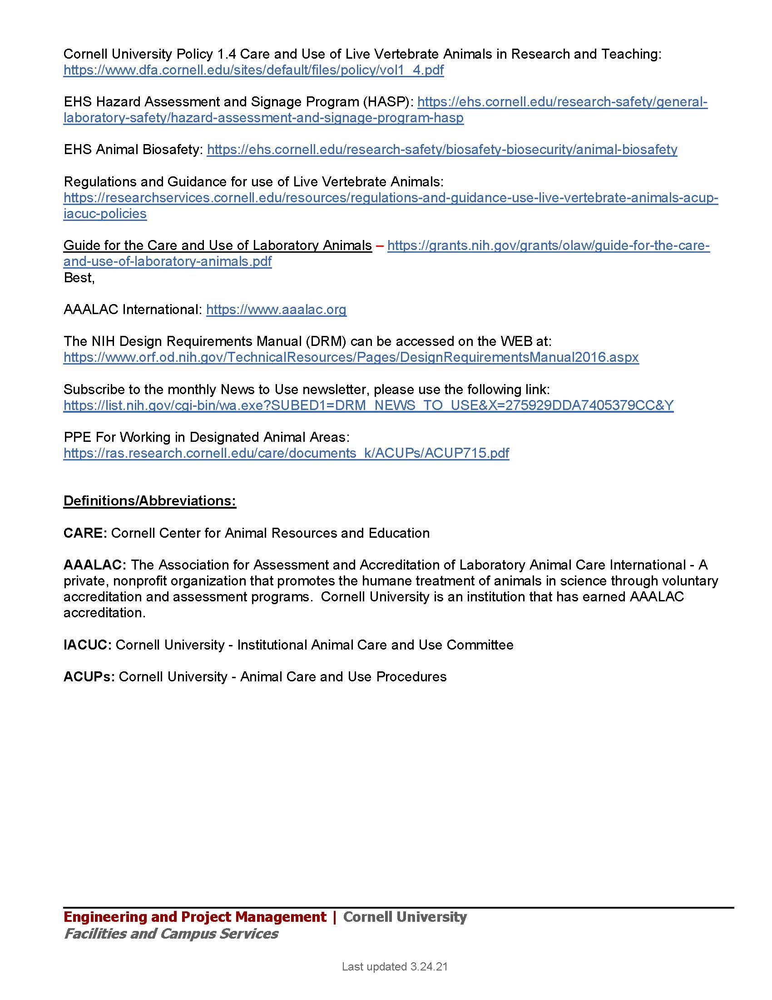 Cornell University Policy 1.4 Care and Use of Live Vertebrate Animals in Research and Teaching:
https://www.dfa.cornell.edu/sites/default/files/policy/vol1_4.pdf
EHS Hazard Assessment and Signage Program (HASP): https://ehs.cornell.edu/research-safety/general-
laboratory-safety/hazard-assessment-and-signage-program-hasp
EHS Animal Biosafety: https://ehs.cornell.edu/research-safety/biosafety-biosecurity/animal-biosafety
Regulations and Guidance for use of Live Vertebrate Animals:
https://researchservices.cornell.edu/resources/regulations-and-guidance-use-live-vertebrate-animals-acup-
iacuc-policies
Guide for the Care and Use of Laboratory Animals – https://grants.nih.gov/grants/olaw/guide-for-the-care-
and-use-of-laboratory-animals.pdf
Best,
AAALAC International: https://www.aaalac.org
The NIH Design Requirements Manual (DRM) can be accessed on the WEB at:
https://www.orf.od.nih.gov/TechnicalResources/Pages/DesignRequirementsManual2016.aspx
Subscribe to the monthly News to Use newsletter, please use the following link:
https://list.nih.gov/cgi-bin/wa.exe?SUBED1=DRM_NEWS_TO_USE&X=275929DDA7405379CC&Y
PPE For Working in Designated Animal Areas:
https://ras.research.cornell.edu/care/documents_k/ACUPs/ACUP715.pdf
Definitions/Abbreviations:
CARE: Cornell Center for Animal Resources and Education
AAALAC: The Association for Assessment and Accreditation of Laboratory Animal Care International - A
private, nonprofit organization that promotes the humane treatment of animals in science through voluntary
accreditation and assessment programs.  Cornell University is an institution that has earned AAALAC
accreditation.
IACUC: Cornell University - Institutional Animal Care and Use Committee
ACUPs: Cornell University - Animal Care and Use Procedures
Engineering and Project Management | Cornell University
Facilities and Campus Services
Last updated 3.24.21